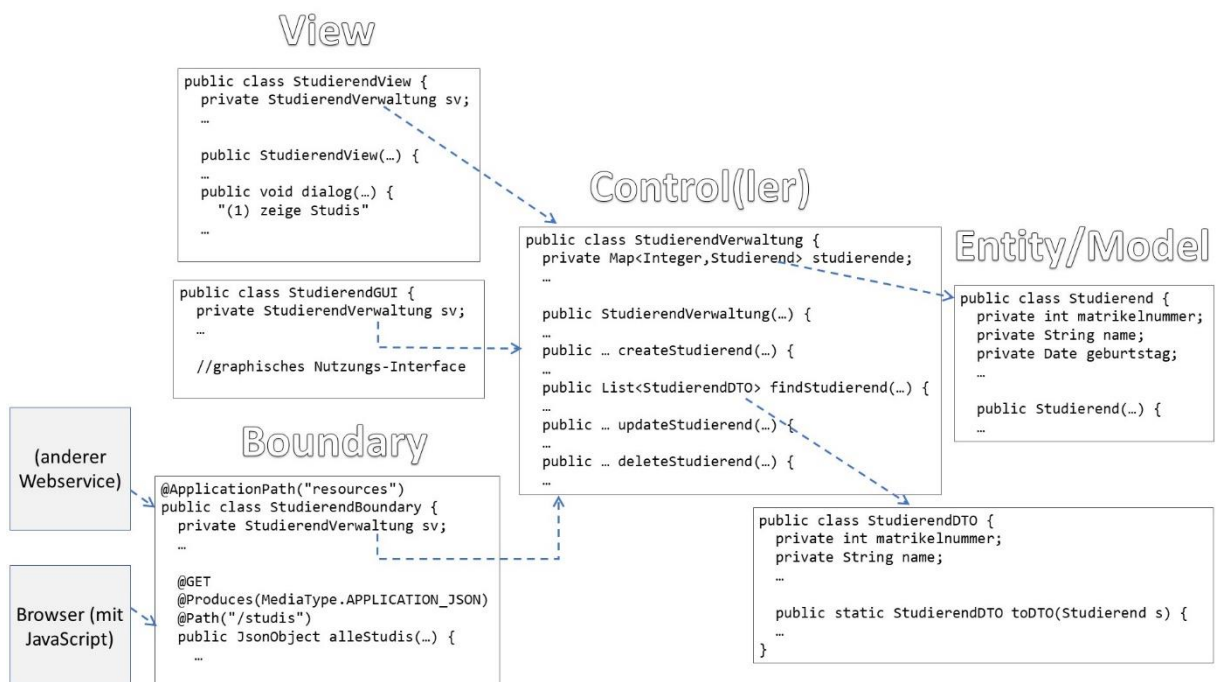 View
public class StudierendView {
private StudierendVerwaltung sv;
…
public StudierendView(…) {
…
public void dialog(…) {
"(1) zeige Studis"
…
public class StudierendGUI {
private StudierendVerwaltung sv;
…
//graphisches Nutzungs-Interface
Control(ler)
public class StudierendVerwaltung {
private Map<Integer,Studierend> studierende;
…
public StudierendVerwaltung(…) {
…
public … createStudierend(…) {
…
public List<StudierendDTO> findStudierend(…) {
…
public … updateStudierend(…) {
…
public … deleteStudierend(…) {
…
Entity/Model
public class Studierend {
private int matrikelnummer;
private String name;
private Date geburtstag;
…
public Studierend(…) {
…
(anderer
Webservice)
Browser (mit
JavaScript)
Boundary
@ApplicationPath("resources")
public class StudierendBoundary {
private StudierendVerwaltung sv;
…
@GET
@Produces(MediaType.APPLICATION_JSON)
@Path("/studis")
public JsonObject alleStudis(…) {
…
public class StudierendDTO {
private int matrikelnummer;
private String name;
…
public static StudierendDTO toDTO(Studierend s) {
…
}